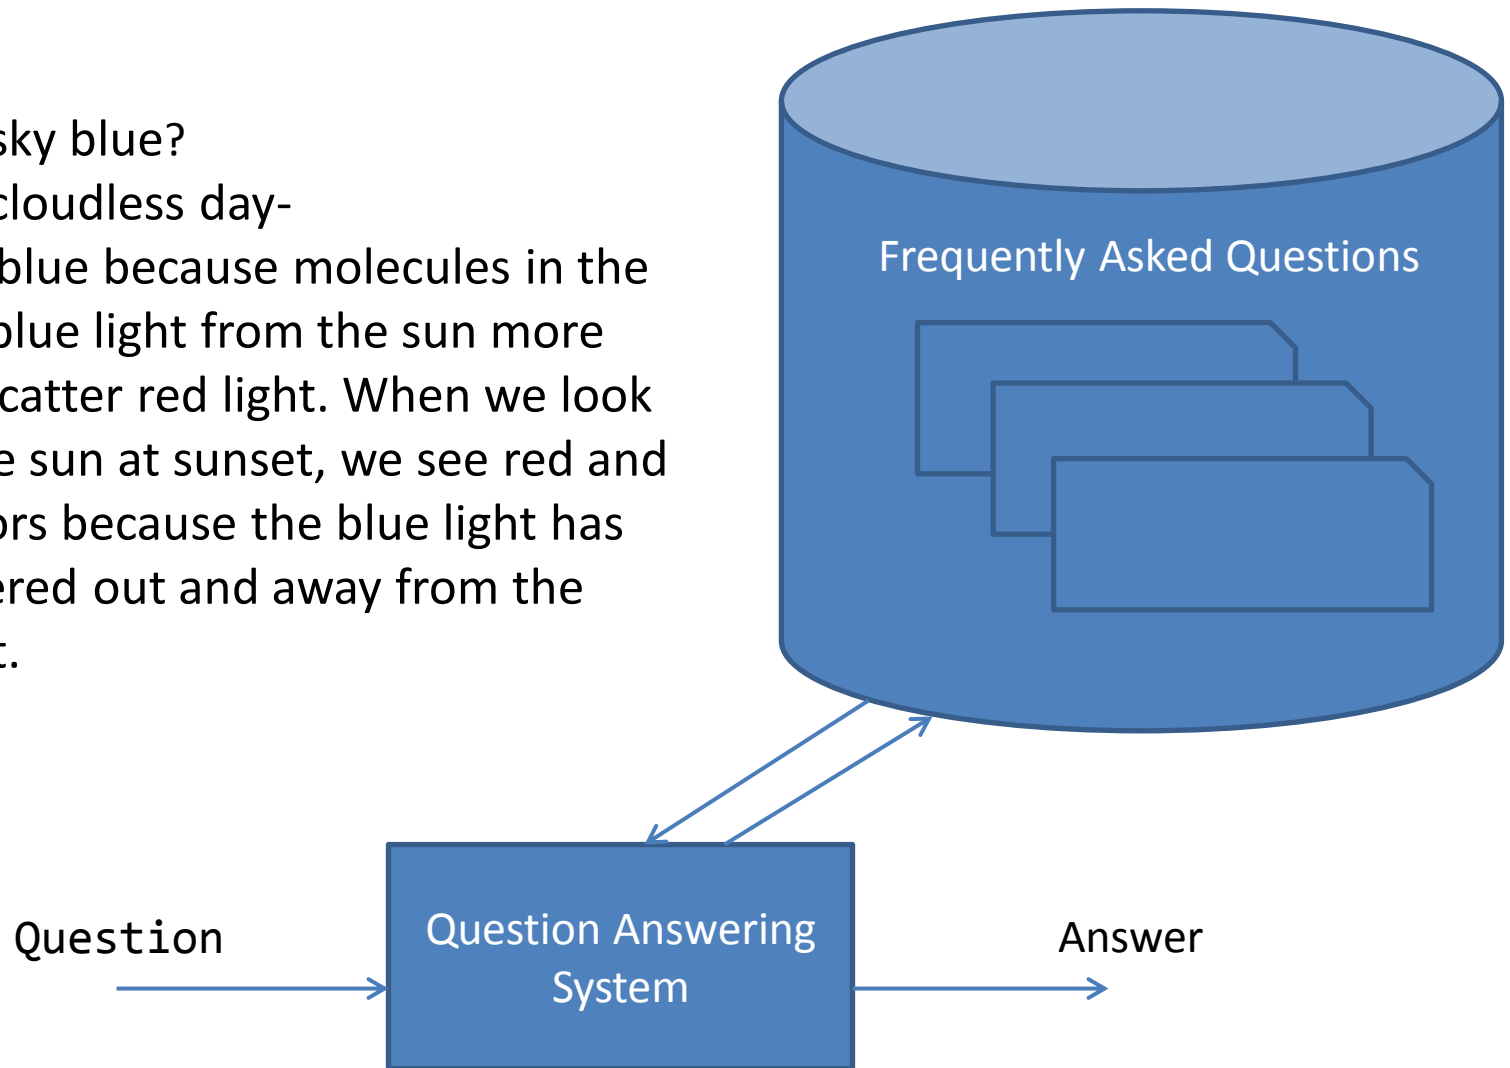 sky blue?
cloudless day-
blue because molecules in the
blue light from the sun more
catter red light. When we look
e sun at sunset, we see red and
ors because the blue light has
ered out and away from the
t.
Frequently Asked Questions
Question
Question Answering
System
Answer